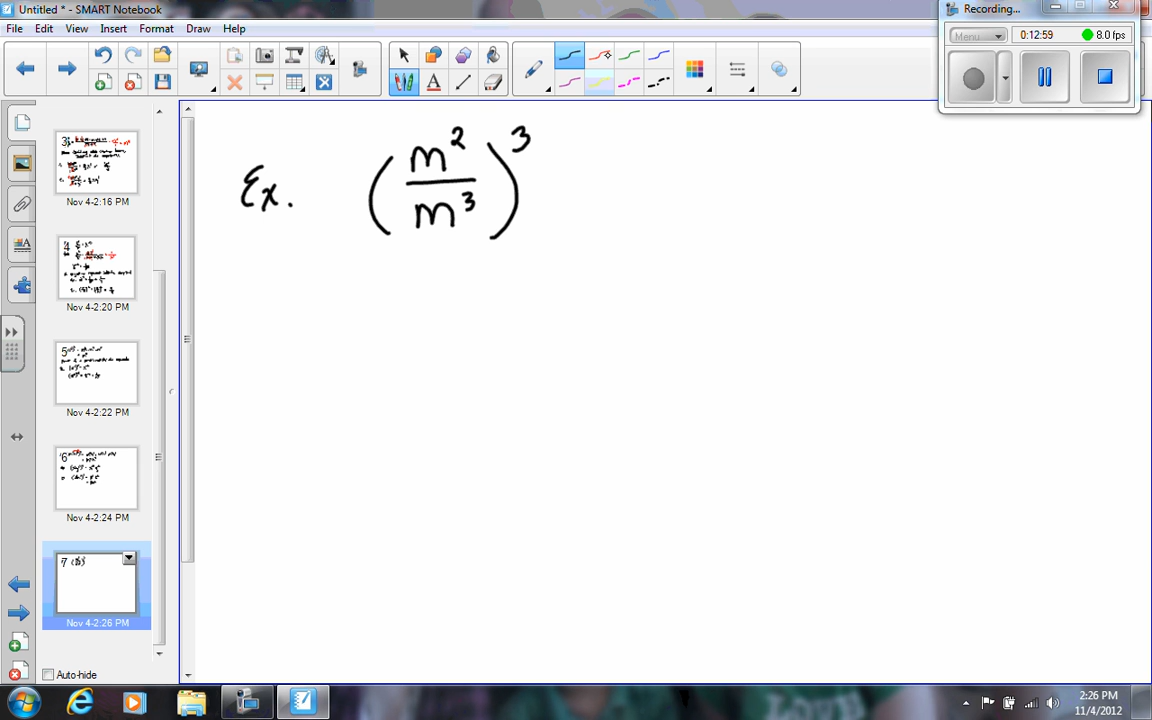 Untitled * - SMART Notebook
Recording...
File Edit View Insert Format Draw Help
Menu 0:12:59 8.0 fps
Ex. (m²/m³)³
Nov 4-2:16 PM
Nov 4-2:20 PM
Nov 4-2:22 PM
Nov 4-2:24 PM
7
Nov 4-2:26 PM
Auto-hide
2:26 PM
11/4/2012